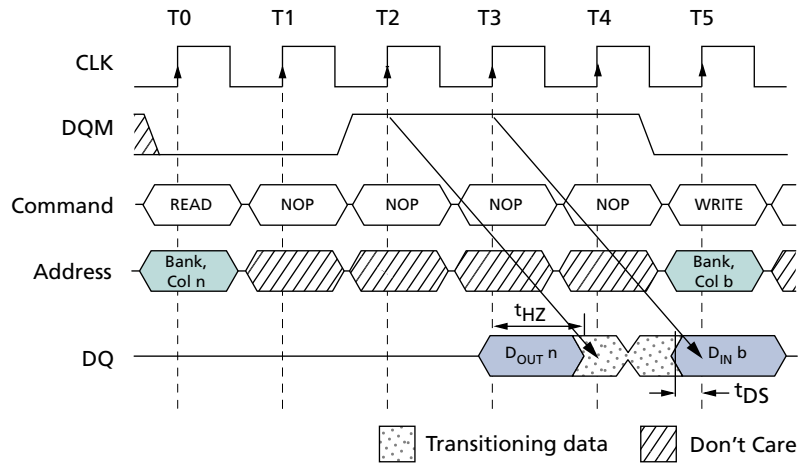 T0 T1 T2 T3 T4 T5
CLK
DQM
Command READ NOP NOP NOP NOP WRITE
Address Bank, Col n Bank, Col b
tHZ
DQ DOUT n DIN b
tDS
Transitioning data Don't Care